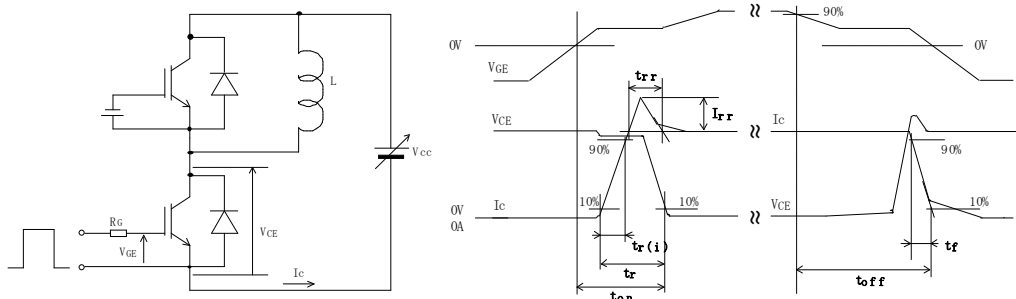 L
Vcc
RG
VGE
VCE
Ic
0V
VGE
90%
0V
trr
Irr
VCE
Ic
90%
90%
10%
10%
VCE
10%
Ic
0V
0A
tr(i)
tr
ton
tf
toff